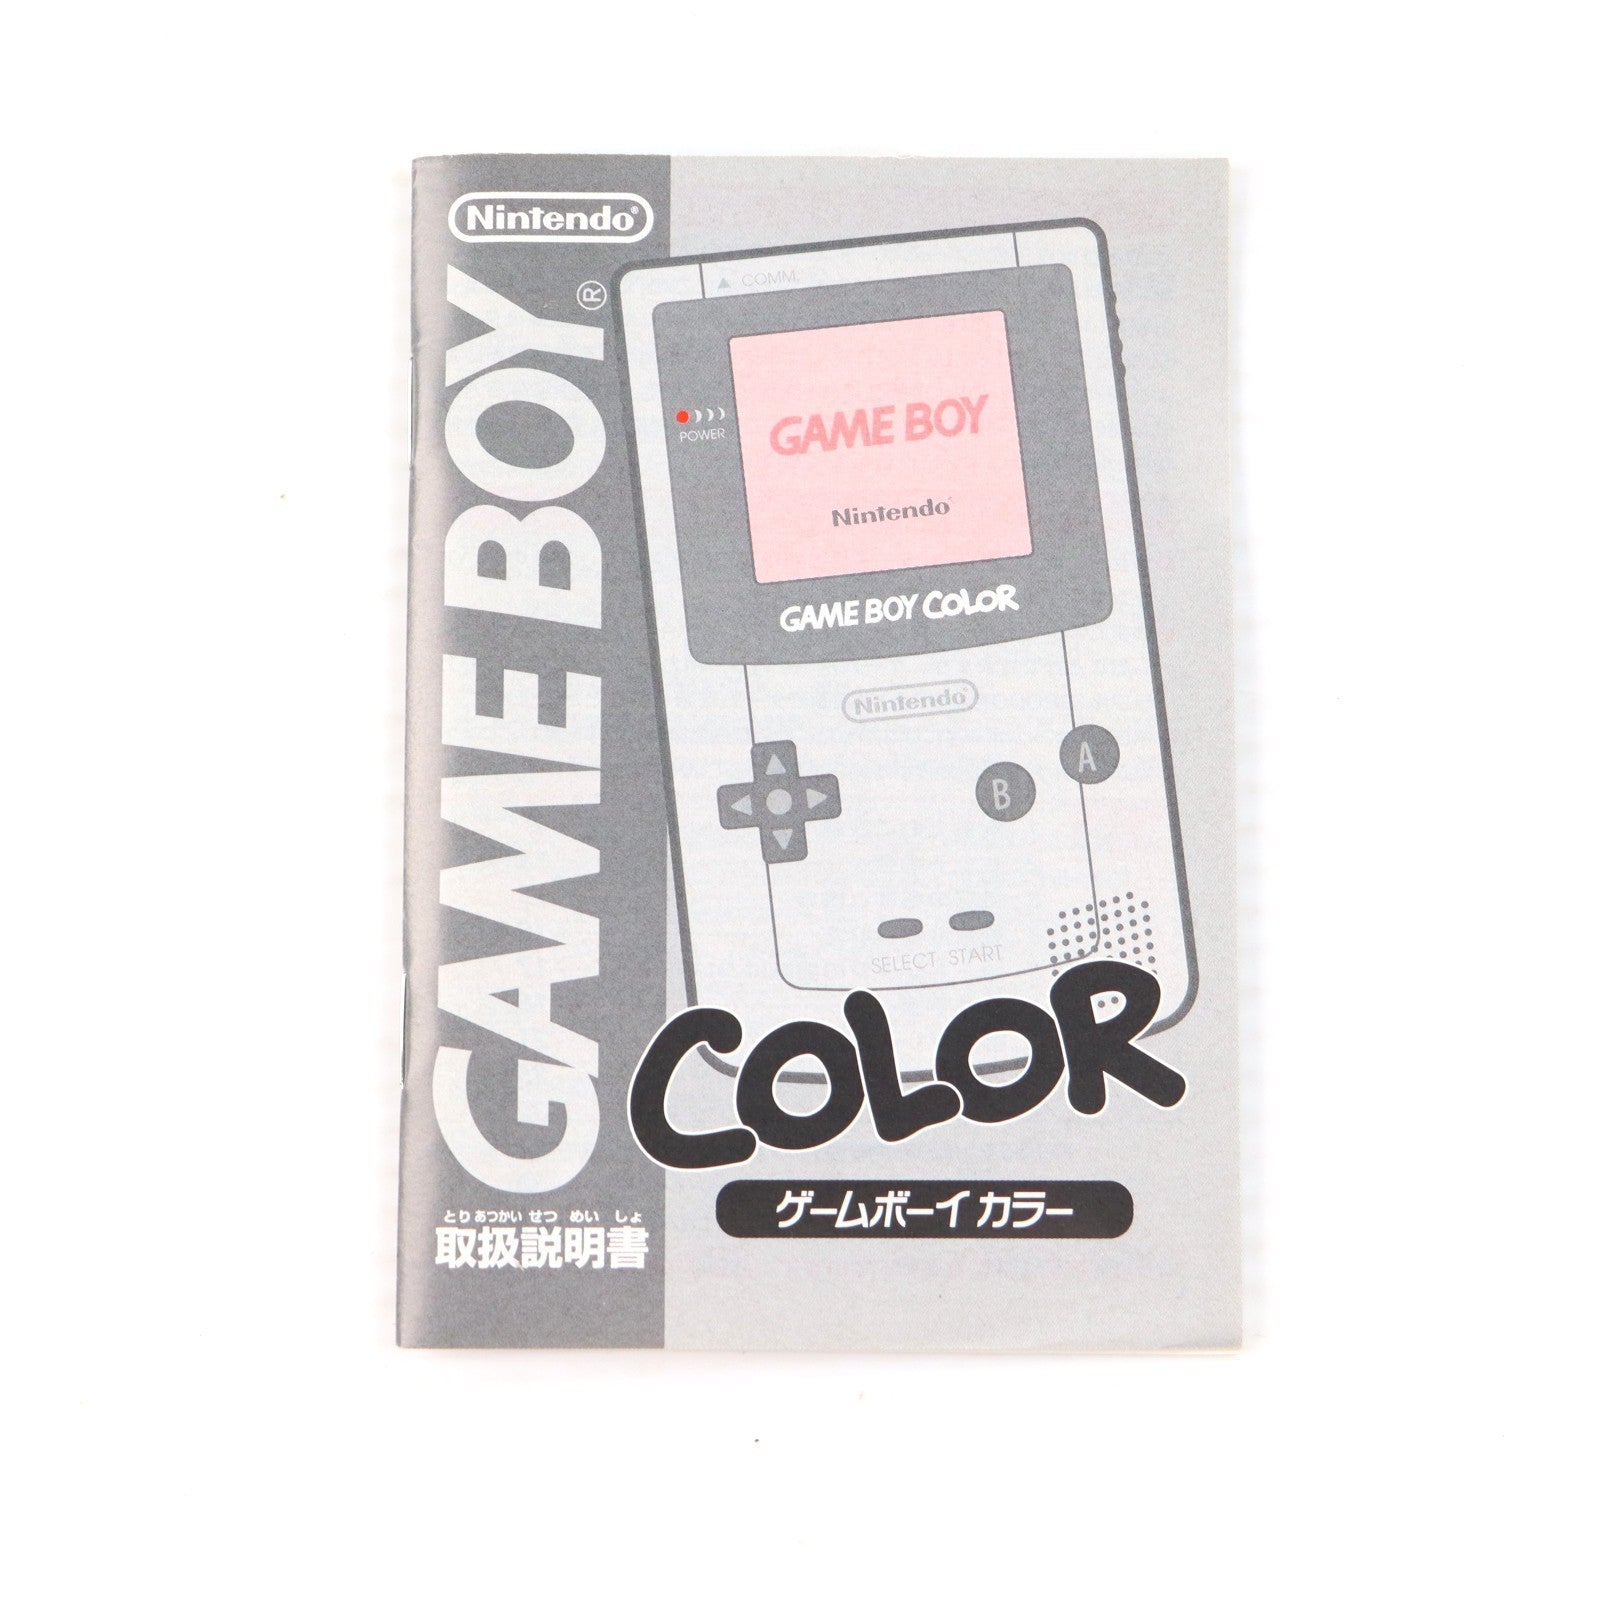 Nintendo®
GAME BOY®
▲ COMM.
POWER
GAME BOY
Nintendo
GAME BOY COLOR
Nintendo®
A
B
SELECT START
COLOR
ゲームボーイ カラー
とりあつかい せつ めい しょ
取扱説明書